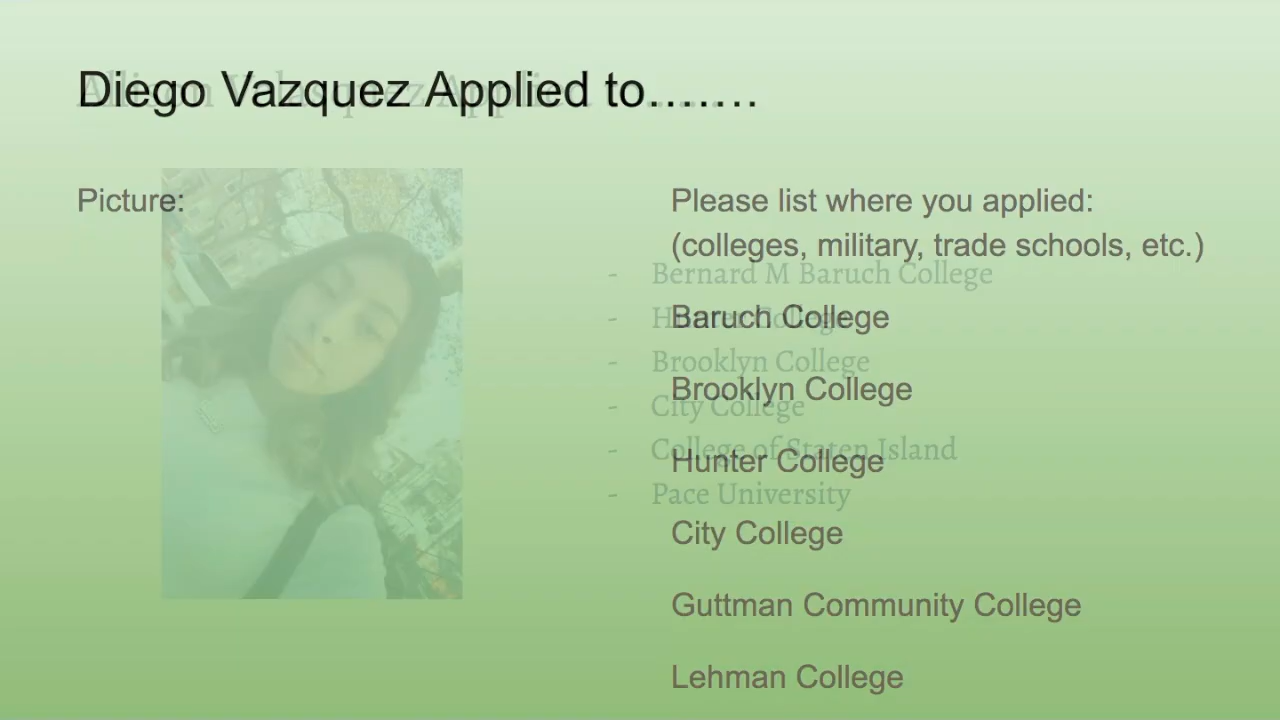 Diego Vazquez Applied to.......
Picture:
Please list where you applied:
(colleges, military, trade schools, etc.)
Baruch College
Brooklyn College
Hunter College
City College
Guttman Community College
Lehman College
Applied
- Bernard M Baruch College
- Hunter College
- Brooklyn College
- City College
- College of Staten Island
- Pace University